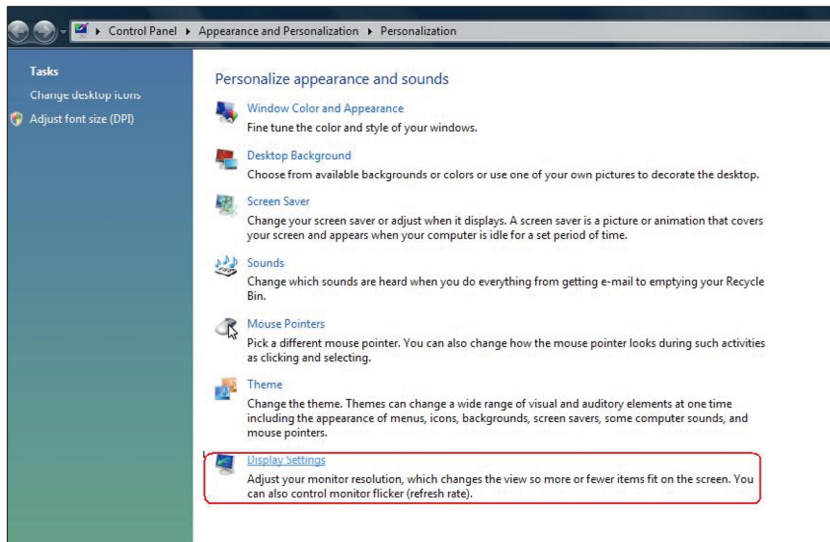 Control Panel ▸ Appearance and Personalization ▸ Personalization
Tasks
Change desktop icons
Adjust font size (DPI)
Personalize appearance and sounds
Window Color and Appearance
Fine tune the color and style of your windows.
Desktop Background
Choose from available backgrounds or colors or use one of your own pictures to decorate the desktop.
Screen Saver
Change your screen saver or adjust when it displays. A screen saver is a picture or animation that covers
your screen and appears when your computer is idle for a set period of time.
Sounds
Change which sounds are heard when you do everything from getting e-mail to emptying your Recycle
Bin.
Mouse Pointers
Pick a different mouse pointer. You can also change how the mouse pointer looks during such activities
as clicking and selecting.
Theme
Change the theme. Themes can change a wide range of visual and auditory elements at one time
including the appearance of menus, icons, backgrounds, screen savers, some computer sounds, and
mouse pointers.
Display Settings
Adjust your monitor resolution, which changes the view so more or fewer items fit on the screen. You
can also control monitor flicker (refresh rate).